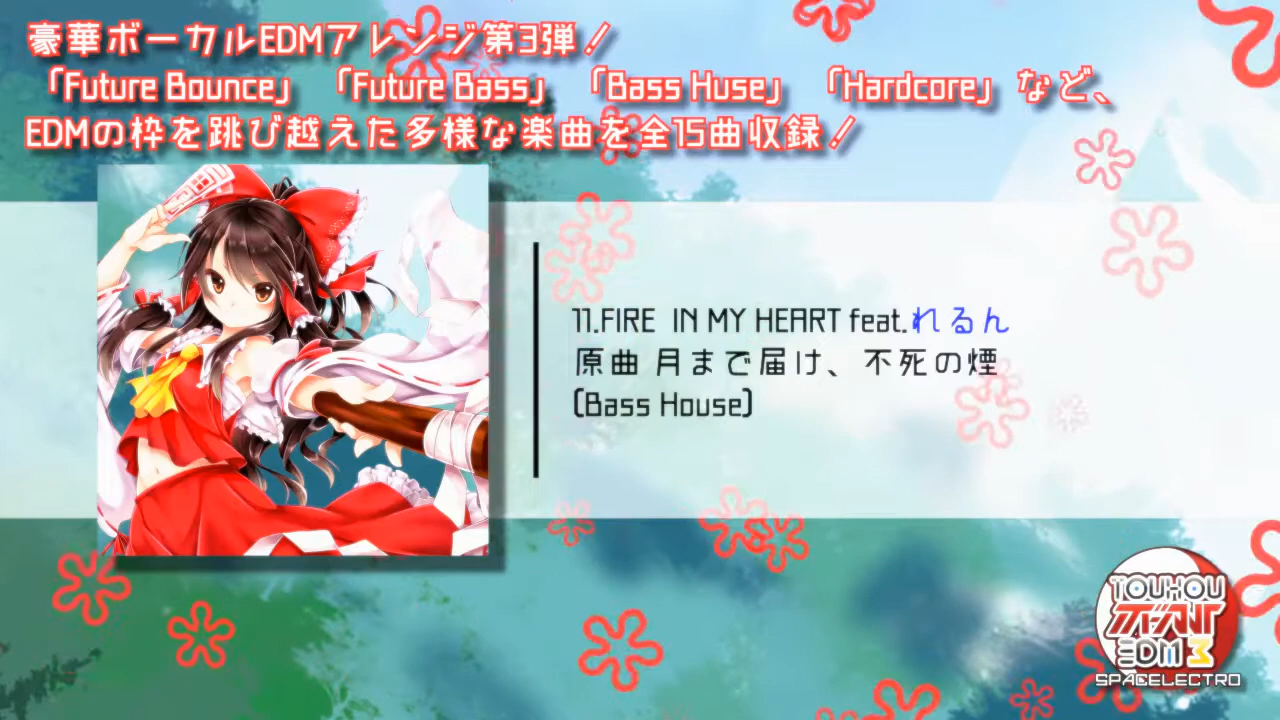 豪華ボーカルEDMアレンジ第3弾！
「Future Bounce」 「Future Bass」 「Bass Huse」 「Hardcore」 など、
EDMの枠を跳び越えた多様な楽曲を全15曲収録！
11.FIRE IN MY HEART feat.れるん
原曲 月まで届け、不死の煙
(Bass House)
TOUHOU
EDM 3
SPACELECTRO